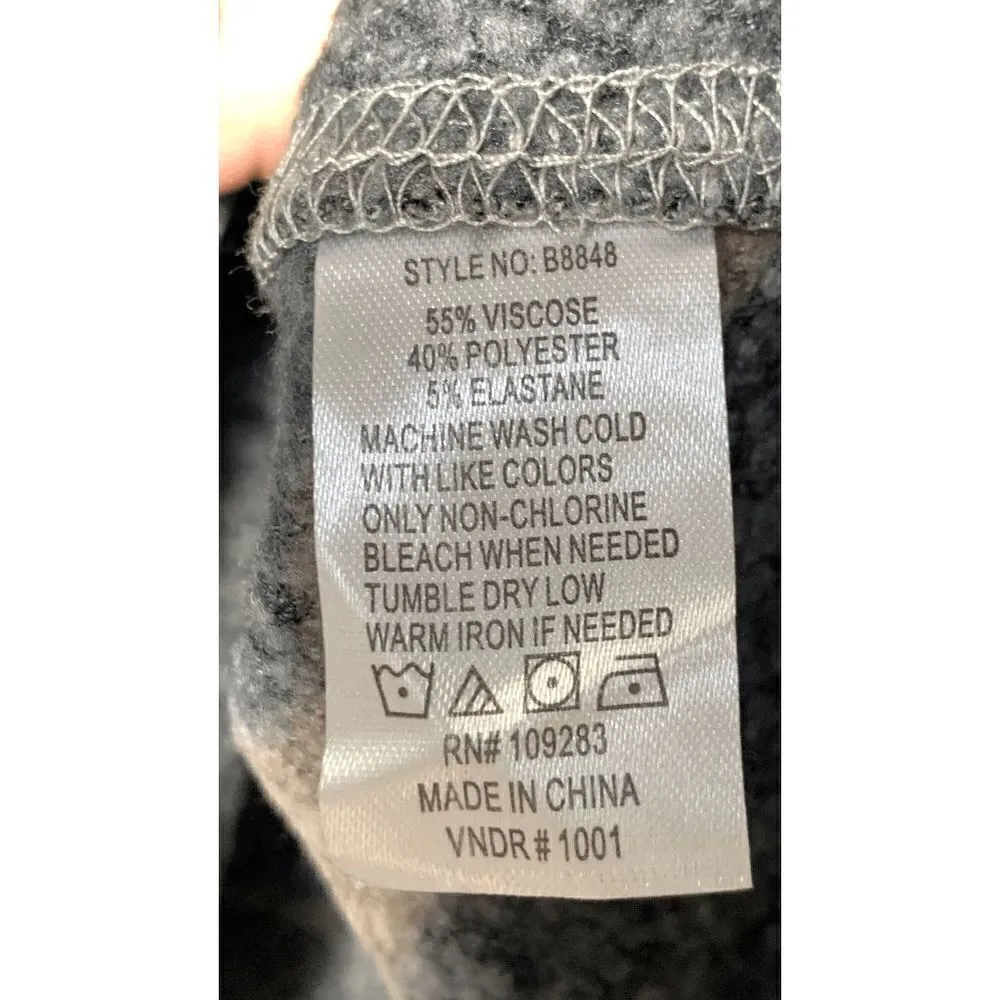 STYLE NO: B8848
55% VISCOSE
40% POLYESTER
5% ELASTANE
MACHINE WASH COLD
WITH LIKE COLORS
ONLY NON-CHLORINE
BLEACH WHEN NEEDED
TUMBLE DRY LOW
WARM IRON IF NEEDED
RN# 109283
MADE IN CHINA
VNDR # 1001